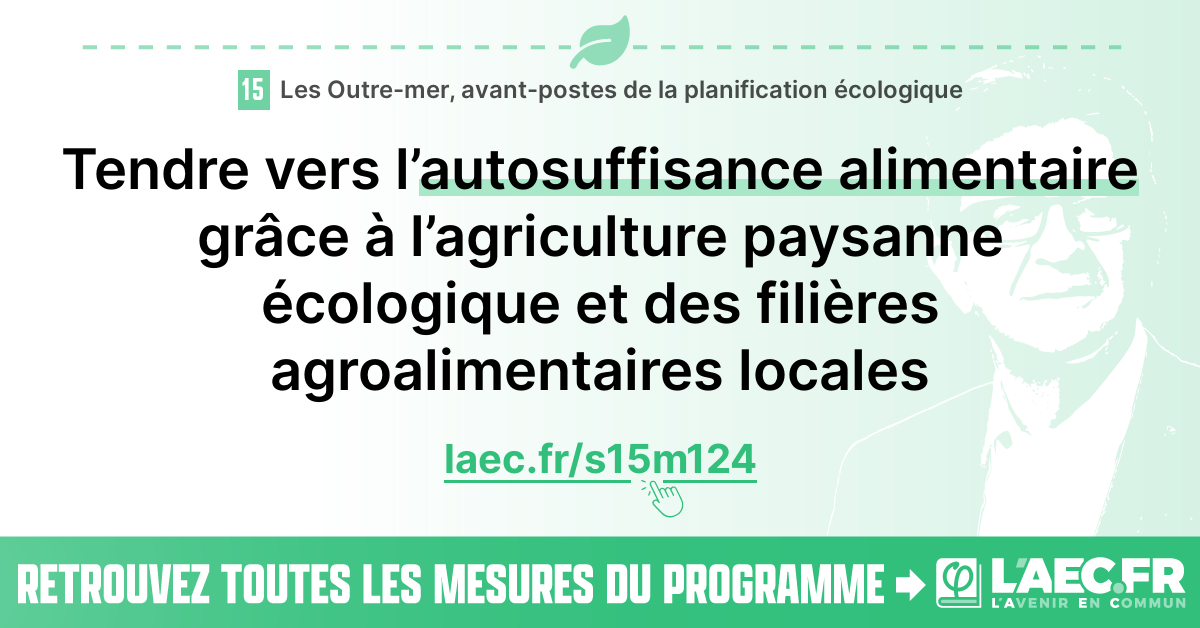 15 Les Outre-mer, avant-postes de la planification écologique
Tendre vers l’autosuffisance alimentaire
grâce à l’agriculture paysanne
écologique et des filières
agroalimentaires locales
laec.fr/s15m124
RETROUVEZ TOUTES LES MESURES DU PROGRAMME
φ L'AEC.FR
L'AVENIR EN COMMUN